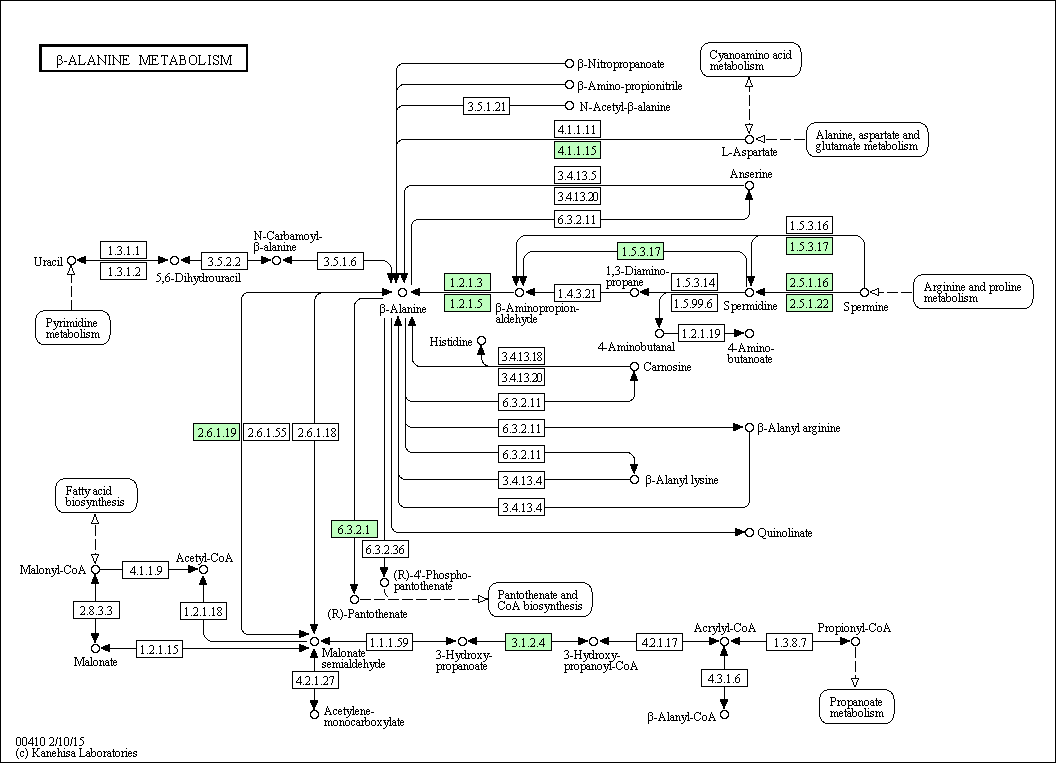 β-ALANINE METABOLISM
β-Nitropropanoate
β-Amino-propionitrile
3.5.1.21
N-Acetyl-β-alanine
Cyanoamino acid
metabolism
4.1.1.11
4.1.1.15
L-Aspartate
Alanine, aspartate and
glutamate metabolism
Anserine
3.4.13.5
3.4.13.20
6.3.2.11
1.5.3.16
1.5.3.17
1.5.3.17
Uracil
1.3.1.1
1.3.1.2
5,6-Dihydrouracil
3.5.2.2
N-Carbamoyl-
β-alanine
3.5.1.6
β-Alanine
1.2.1.3
1.2.1.5
β-Aminopropion-
aldehyde
1.4.3.21
1,3-Diamino-
propane
1.5.3.14
1.5.99.6
Spermidine
2.5.1.16
2.5.1.22
Spermine
Arginine and proline
metabolism
Pyrimidine
metabolism
4-Aminobutanal
1.2.1.19
4-Amino-
butanoate
Histidine
3.4.13.18
3.4.13.20
Carnosine
6.3.2.11
2.6.1.19
2.6.1.55
2.6.1.18
6.3.2.11
β-Alanyl arginine
6.3.2.11
3.4.13.4
β-Alanyl lysine
3.4.13.4
Quinolinate
Fatty acid
biosynthesis
6.3.2.1
6.3.2.36
Malonyl-CoA
4.1.1.9
Acetyl-CoA
(R)-4'-Phospho-
pantothenate
(R)-Pantothenate
Pantothenate and
CoA biosynthesis
2.8.3.3
1.2.1.18
Malonate
1.2.1.15
Malonate
semialdehyde
1.1.1.59
3-Hydroxy-
propanoate
3.1.2.4
3-Hydroxy-
propanoyl-CoA
4.2.1.17
Acrylyl-CoA
1.3.8.7
Propionyl-CoA
4.2.1.27
Acetylene-
monocarboxylate
4.3.1.6
β-Alanyl-CoA
Propanoate
metabolism
00410 2/10/15
(c) Kanehisa Laboratories